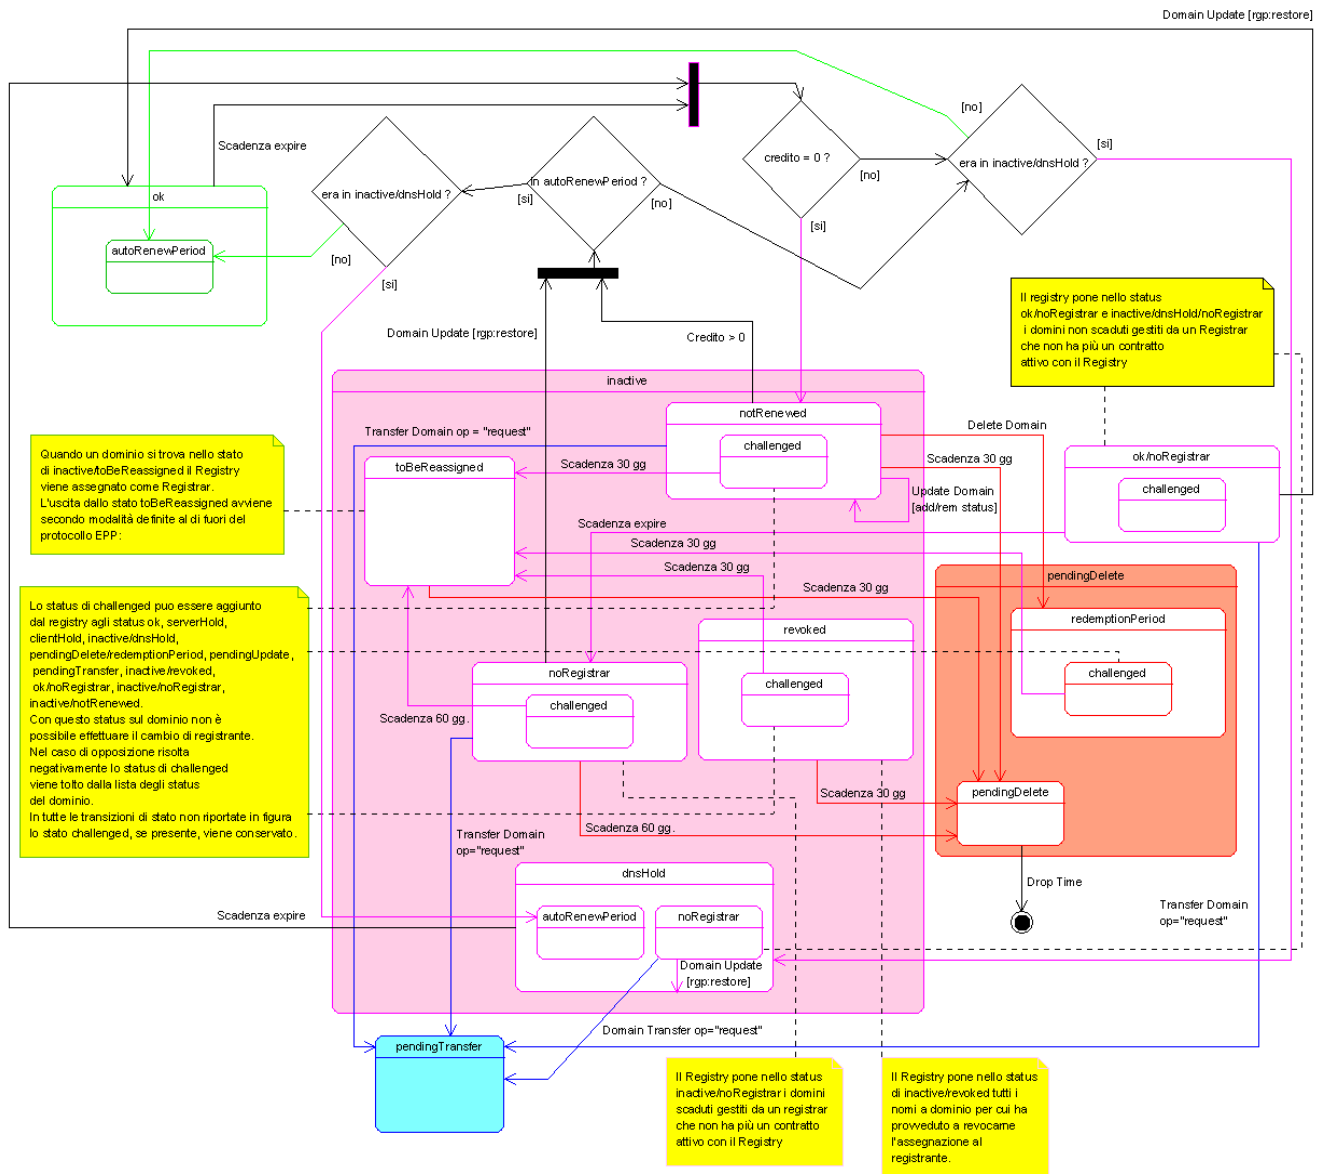 Domain Update [rgp:restore]
[no]
Scadenza expire
credito = 0 ?
[si]
era in inactive/dnsHold ?
[no]
era in inactive/dnsHold ?
in autoRenewPeriod ?
[si]
[no]
[si]
ok
autoRenewPeriod
[no]
[si]
Il registry pone nello status
ok/noRegistrar e inactive/dnsHold/noRegistrar
i domini non scaduti gestiti da un Registrar
che non ha più un contratto
attivo con il Registry
Domain Update [rgp:restore]
Credito > 0
inactive
notRenewed
challenged
Transfer Domain op = "request"
Delete Domain
Quando un dominio si trova nello stato
di inactive/toBeReassigned il Registry
viene assegnato come Registrar.
L'uscita dallo stato toBeReassigned avviene
secondo modalità definite al di fuori del
protocollo EPP:
toBeReassigned
Scadenza 30 gg
Scadenza 30 gg
ok/noRegistrar
challenged
Update Domain
[add/rem status]
Scadenza expire
Scadenza 30 gg
Scadenza 30 gg
Scadenza 30 gg
pendingDelete
redemptionPeriod
challenged
Lo status di challenged puo essere aggiunto
dal registry agli status ok, serverHold,
clientHold, inactive/dnsHold,
pendingDelete/redemptionPeriod, pendingUpdate,
pendingTransfer, inactive/revoked,
ok/noRegistrar, inactive/noRegistrar,
inactive/notRenewed.
Con questo status sul dominio non è
possibile effettuare il cambio di registrante.
Nel caso di opposizione risolta
negativamente lo status di challenged
viene tolto dalla lista degli status
del dominio.
In tutte le transizioni di stato non riportate in figura
lo stato challenged, se presente, viene conservato.
revoked
challenged
noRegistrar
challenged
Scadenza 60 gg.
Scadenza 30 gg
pendingDelete
Scadenza 60 gg.
Transfer Domain
op="request"
dnsHold
Drop Time
autoRenewPeriod
noRegistrar
Scadenza expire
Transfer Domain
op="request"
Domain Update
[rgp:restore]
Domain Transfer op="request"
pendingTransfer
Il Registry pone nello status
inactive/noRegistrar i domini
scaduti gestiti da un registrar
che non ha più un contratto
attivo con il Registry
Il Registry pone nello status
di inactive/revoked tutti i
nomi a dominio per cui ha
provveduto a revocarne
l'assegnazione al
registrante.